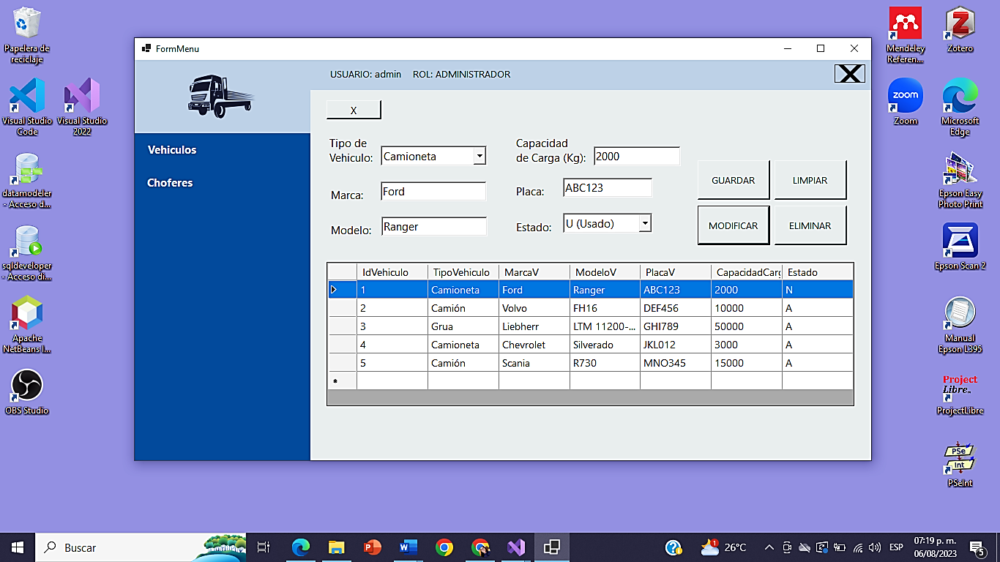 Papelera de
reciclaje
Visual Studio
Code
Visual Studio
2022
datamodeler
- Acceso d...
sqldeveloper
- Acceso di...
Apache
NetBeans I...
OBS Studio
FormMenu
USUARIO: admin ROL: ADMINISTRADOR
X
Vehiculos
Choferes
X
Tipo de
Vehiculo:
Camioneta
Capacidad
de Carga (Kg):
2000
Marca:
Ford
Placa:
ABC123
Modelo:
Ranger
Estado:
U (Usado)
GUARDAR
LIMPIAR
MODIFICAR
ELIMINAR
IdVehiculo TipoVehiculo MarcaV ModeloV PlacaV CapacidadCarg Estado
1 Camioneta Ford Ranger ABC123 2000 N
2 Camión Volvo FH16 DEF456 10000 A
3 Grua Liebherr LTM 11200-... GHI789 50000 A
4 Camioneta Chevrolet Silverado JKL012 3000 A
5 Camión Scania R730 MNO345 15000 A
Mendeley
Referen...
Zotero
zoom
Zoom
Microsoft
Edge
Epson Easy
Photo Print
Epson Scan 2
Manual
Epson L395
Project
Libre..
ProjectLibre
PSe
Int
PSeInt
Buscar
26°C
ESP
07:19 p. m.
06/08/2023
5